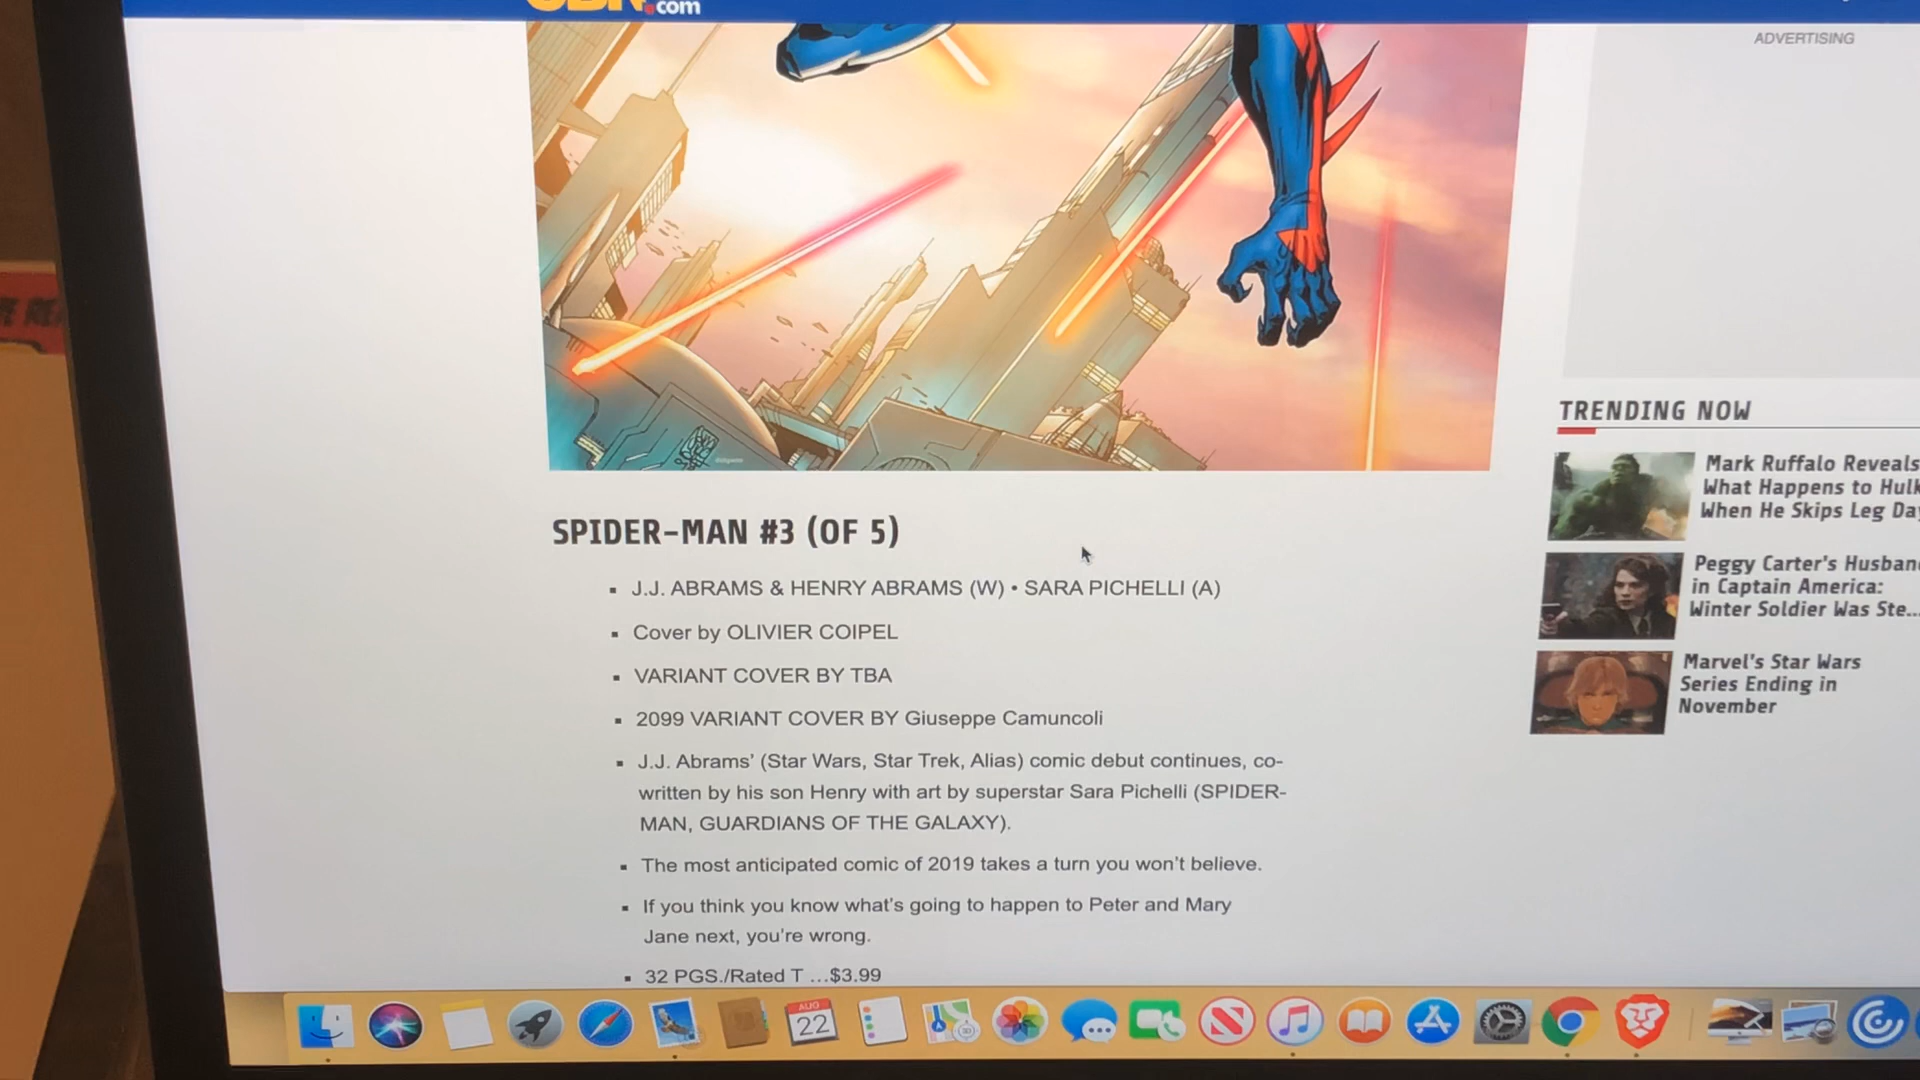 CBR.com
ADVERTISING
SPIDER-MAN #3 (OF 5)
▪ J.J. ABRAMS & HENRY ABRAMS (W) • SARA PICHELLI (A)
▪ Cover by OLIVIER COIPEL
▪ VARIANT COVER BY TBA
▪ 2099 VARIANT COVER BY Giuseppe Camuncoli
▪ J.J. Abrams’ (Star Wars, Star Trek, Alias) comic debut continues, co-
written by his son Henry with art by superstar Sara Pichelli (SPIDER-
MAN, GUARDIANS OF THE GALAXY).
▪ The most anticipated comic of 2019 takes a turn you won’t believe.
▪ If you think you know what’s going to happen to Peter and Mary
Jane next, you’re wrong.
▪ 32 PGS./Rated T ...$3.99
TRENDING NOW
Mark Ruffalo Reveals
What Happens to Hulk
When He Skips Leg Day
Peggy Carter's Husban
in Captain America:
Winter Soldier Was Ste...
Marvel's Star Wars
Series Ending in
November
AUG
22